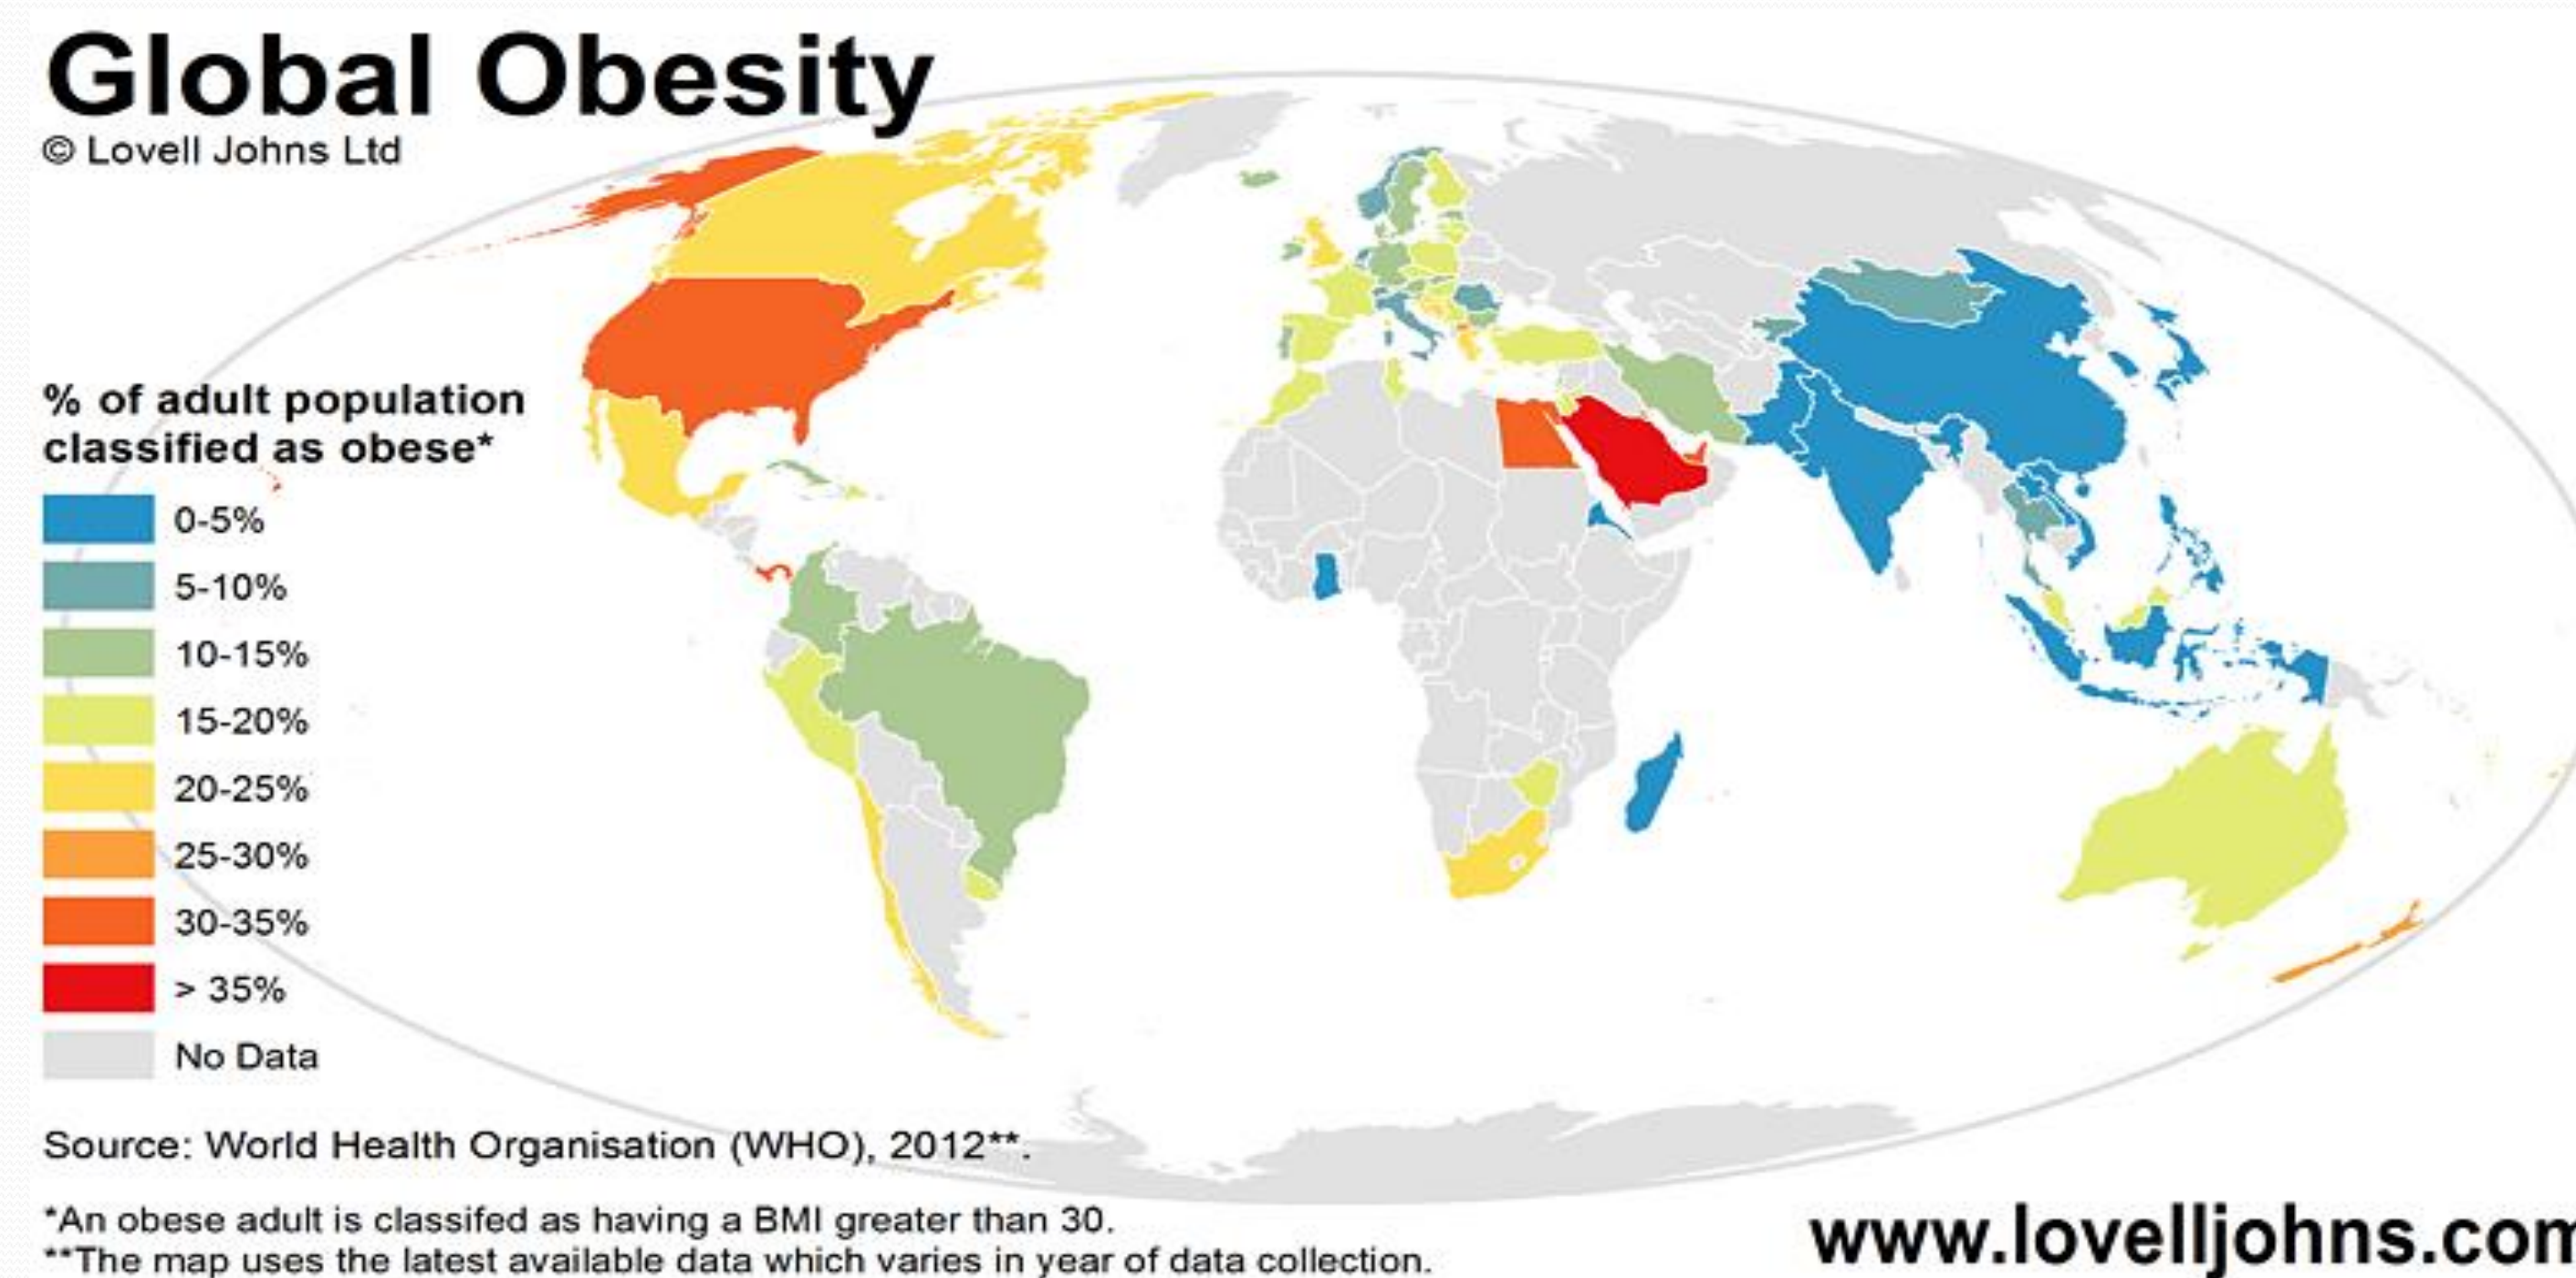 Global Obesity
© Lovell Johns Ltd
% of adult population
classified as obese*
0-5%
5-10%
10-15%
15-20%
20-25%
25-30%
30-35%
> 35%
No Data
Source: World Health Organisation (WHO), 2012**.
*An obese adult is classifed as having a BMI greater than 30.
**The map uses the latest available data which varies in year of data collection.
www.lovelljohns.com